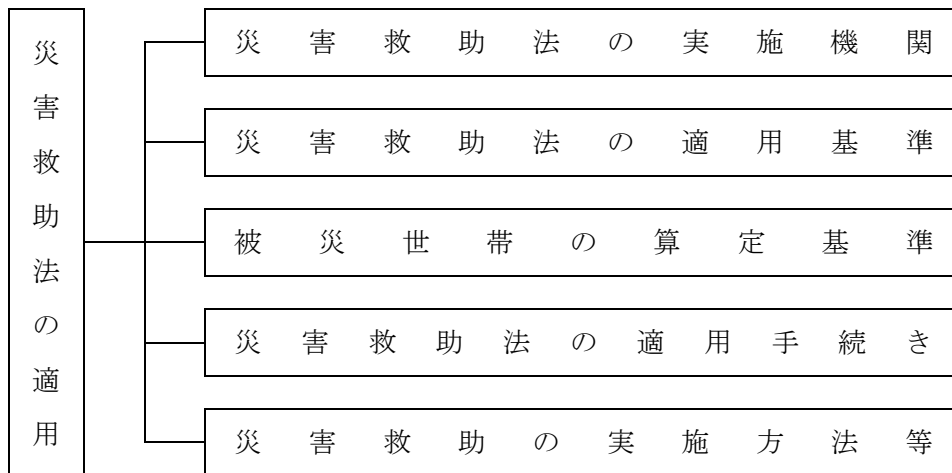 災害救助法の適用
災害救助法の実施機関
災害救助法の適用基準
被災世帯の算定基準
災害救助法の適用手続き
災害救助の実施方法等